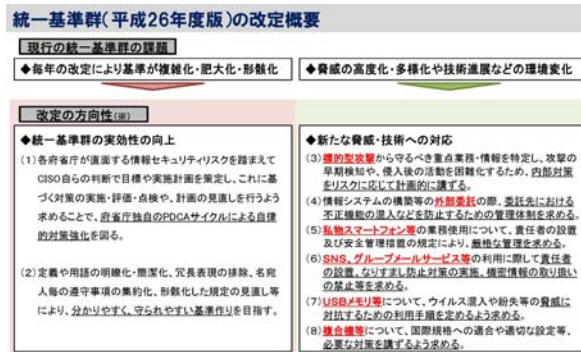 統一基準群(平成26年度版)の改定概要
現行の統一基準群の課題
◆毎年の改定により基準が複雑化・肥大化・形骸化
◆脅威の高度化・多様化や技術進展などの環境変化
改定の方向性(※)
◆統一基準群の実効性の向上
(1)各府省庁が直面する情報セキュリティリスクを踏まえて
CISO自らの判断で目標や実施計画を策定し、これに基
づく対策の実施・評価・点検や、計画の見直しを行うよう
求めることで、府省庁独自のPDCAサイクルによる自律
的対策強化を図る。
(2)定義や用語の明瞭化・簡潔化、冗長表現の排除、名宛
人毎の遵守事項の集約化、形骸化した規定の見直し等
により、分かりやすく、守られやすい基準作りを目指す。
◆新たな脅威・技術への対応
(3)標的型攻撃から守るべき重点業務・情報を特定し、攻撃の
早期検知や、侵入後の活動を困難化するため、内部対策
をリスクに応じて計画的に講ずる。
(4)情報システムの構築等の外部委託の際、委託先における
不正機能の混入などを防止するための管理体制を求める。
(5)私物スマートフォン等の業務使用について、責任者の設置
及び安全管理措置の規定により、厳格な管理を求める。
(6)SNS、グループメールサービス等の利用に際して責任者
の設置、なりすまし防止対策の実施、機密情報の取り扱い
の禁止等を求める。
(7)USBメモリ等について、ウイルス混入や紛失等の脅威に
対抗するための利用手順を定めるよう求める。
(8)複合機等について、国際規格への適合や適切な設定等、
必要な対策を講ずるよう求める。